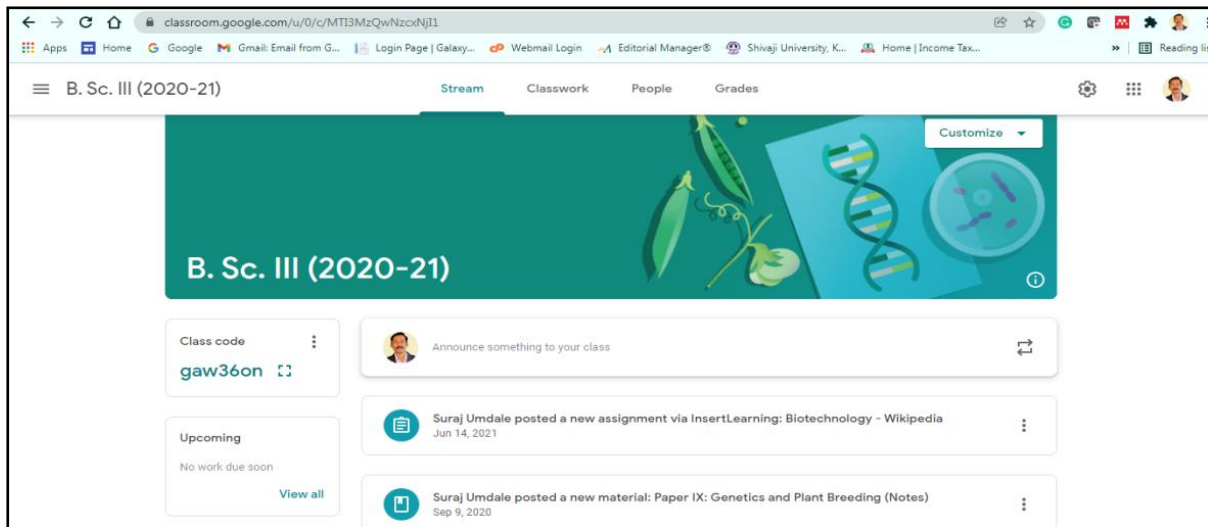 classroom.google.com/u/0/c/MTI3MzQwNzcxNjI1
Apps Home Google Gmail: Email from G... Login Page | Galaxy... Webmail Login Editorial Manager® Shivaji University, K... Home | Income Tax... » Reading lis
B. Sc. III (2020-21) Stream Classwork People Grades
Customize
B. Sc. III (2020-21)
Class code
gaw36on
Announce something to your class
Suraj Umdale posted a new assignment via InsertLearning: Biotechnology - Wikipedia
Jun 14, 2021
Upcoming
No work due soon
View all
Suraj Umdale posted a new material: Paper IX: Genetics and Plant Breeding (Notes)
Sep 9, 2020